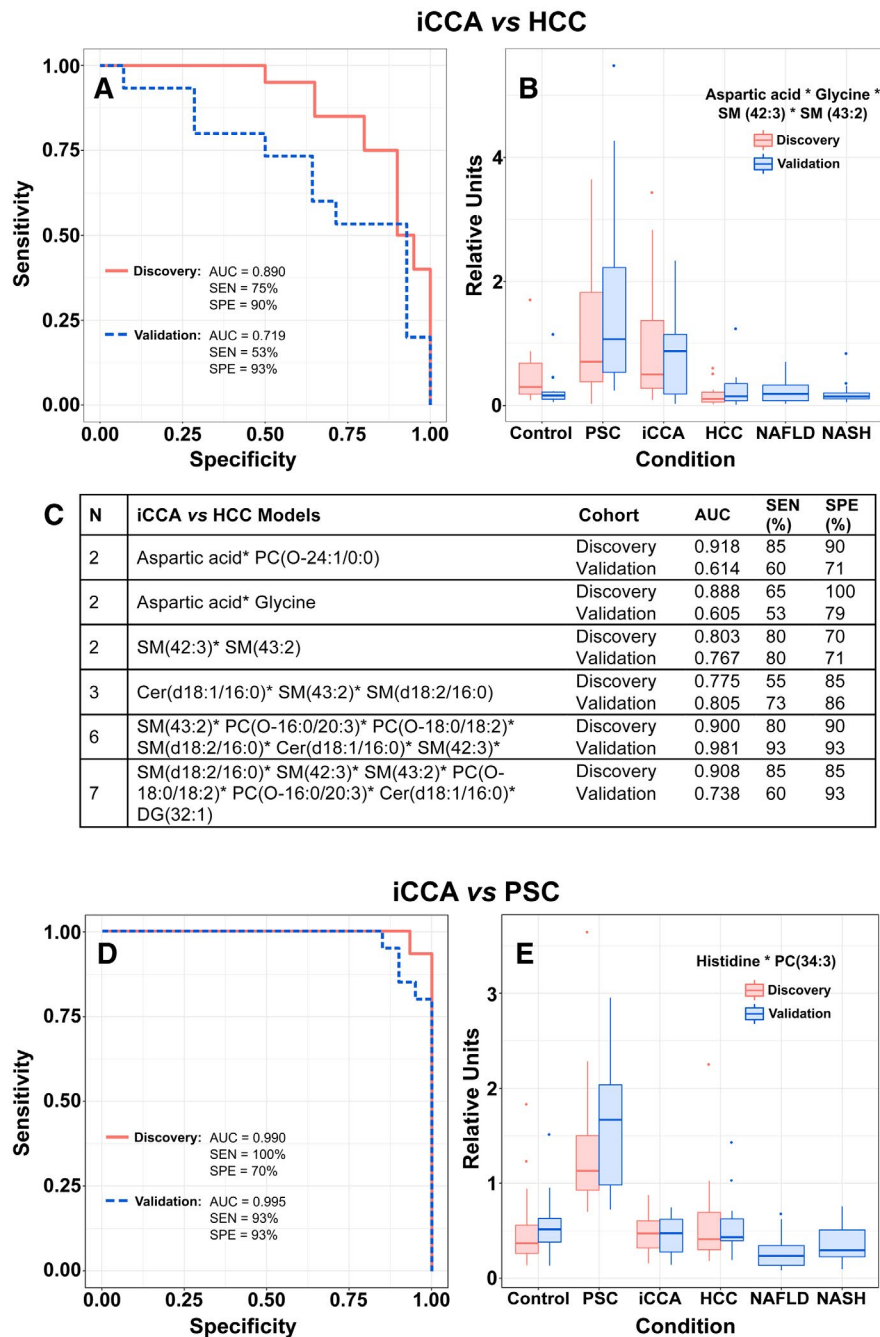 iCCA vs HCC
A
1.00
0.75
0.50
0.25
0.00
Sensitivity
Discovery: AUC = 0.890
SEN = 75%
SPE = 90%
Validation: AUC = 0.719
SEN = 53%
SPE = 93%
0.00 0.25 0.50 0.75 1.00
Specificity
B
Aspartic acid * Glycine *
SM (42:3) * SM (43:2)
Discovery
Validation
Relative Units
4
2
0
Control PSC iCCA HCC NAFLD NASH
Condition
C
N iCCA vs HCC Models Cohort AUC SEN (%) SPE (%)
2 Aspartic acid* PC(O-24:1/0:0) Discovery 0.918 85 90
Validation 0.614 60 71
2 Aspartic acid* Glycine Discovery 0.888 65 100
Validation 0.605 53 79
2 SM(42:3)* SM(43:2) Discovery 0.803 80 70
Validation 0.767 80 71
3 Cer(d18:1/16:0)* SM(43:2)* SM(d18:2/16:0) Discovery 0.775 55 85
Validation 0.805 73 86
6 SM(43:2)* PC(O-16:0/20:3)* PC(O-18:0/18:2)* Discovery 0.900 80 90
SM(d18:2/16:0)* Cer(d18:1/16:0)* SM(42:3)* Validation 0.981 93 93
7 SM(d18:2/16:0)* SM(42:3)* SM(43:2)* PC(O- Discovery 0.908 85 85
18:0/18:2)* PC(O-16:0/20:3)* Cer(d18:1/16:0)* Validation 0.738 60 93
DG(32:1)
iCCA vs PSC
D
1.00
0.75
0.50
0.25
0.00
Sensitivity
Discovery: AUC = 0.990
SEN = 100%
SPE = 70%
Validation: AUC = 0.995
SEN = 93%
SPE = 93%
0.00 0.25 0.50 0.75 1.00
Specificity
E
Histidine * PC(34:3)
Discovery
Validation
Relative Units
3
2
1
0
Control PSC iCCA HCC NAFLD NASH
Condition